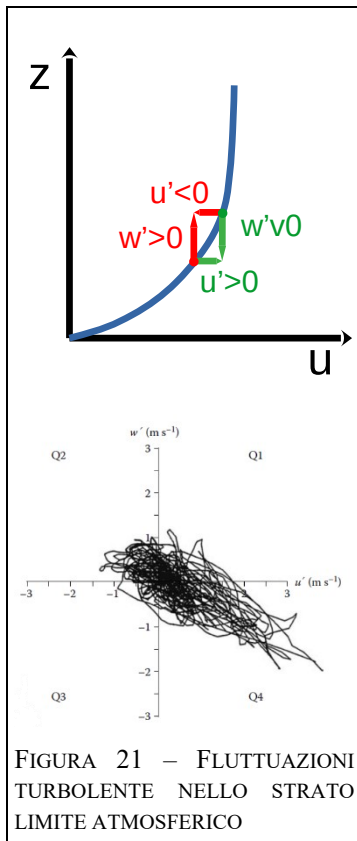 z
u'<0
w'>0
w'v0
u'>0
u
w´ (m s⁻¹)
Q2
3
Q1
2
1
u´ (m s⁻¹)
−3
−2
−1
2
3
−1
−2
Q3
Q4
−3
FIGURA 21 – FLUTTUAZIONI
TURBOLENTE NELLO STRATO
LIMITE ATMOSFERICO